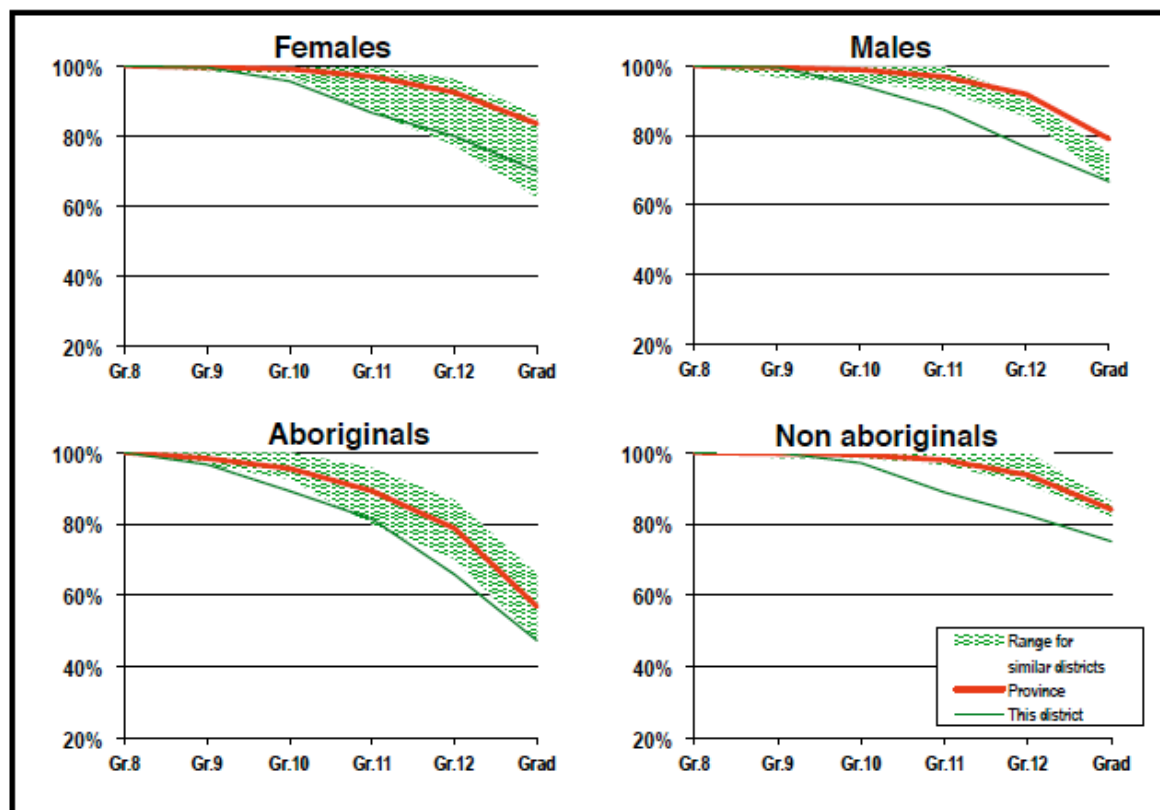 Females
100%
80%
60%
40%
20%
Gr.8 Gr.9 Gr.10 Gr.11 Gr.12 Grad
Males
100%
80%
60%
40%
20%
Gr.8 Gr.9 Gr.10 Gr.11 Gr.12 Grad
Aboriginals
100%
80%
60%
40%
20%
Gr.8 Gr.9 Gr.10 Gr.11 Gr.12 Grad
Non aboriginals
100%
80%
60%
40%
20%
Gr.8 Gr.9 Gr.10 Gr.11 Gr.12 Grad
Range for
similar districts
Province
This district